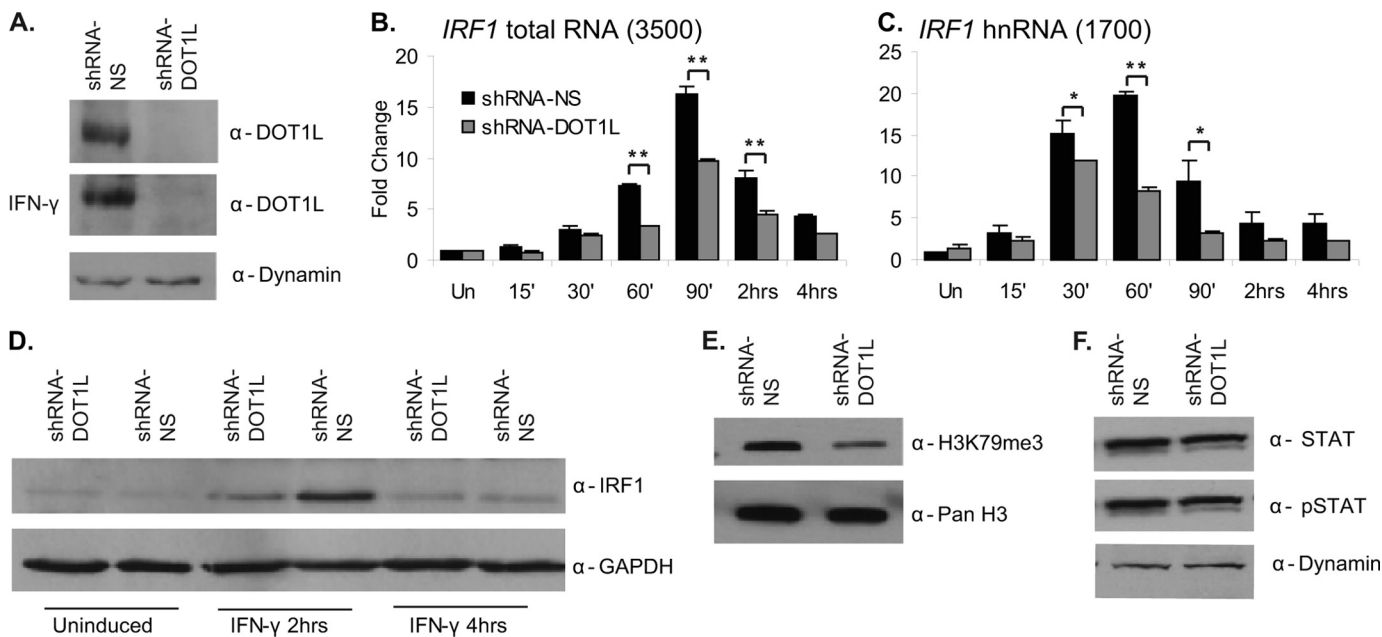 A.
shRNA-
NS
shRNA-
DOT1L
α-DOT1L
IFN-γ
α-DOT1L
α-Dynamin
B.
IRF1 total RNA (3500)
Fold Change
20
15
10
5
0
shRNA-NS
shRNA-DOT1L
**
**
**
Un 15' 30' 60' 90' 2hrs 4hrs
C.
IRF1 hnRNA (1700)
25
20
15
10
5
0
*
**
*
Un 15' 30' 60' 90' 2hrs 4hrs
D.
shRNA-
DOT1L
shRNA-
NS
shRNA-
DOT1L
shRNA-
NS
shRNA-
DOT1L
shRNA-
NS
α-IRF1
α-GAPDH
Uninduced IFN-γ 2hrs IFN-γ 4hrs
E.
shRNA-
NS
shRNA-
DOT1L
α-H3K79me3
α-Pan H3
F.
shRNA-
NS
shRNA-
DOT1L
α- STAT
α- pSTAT
α-Dynamin